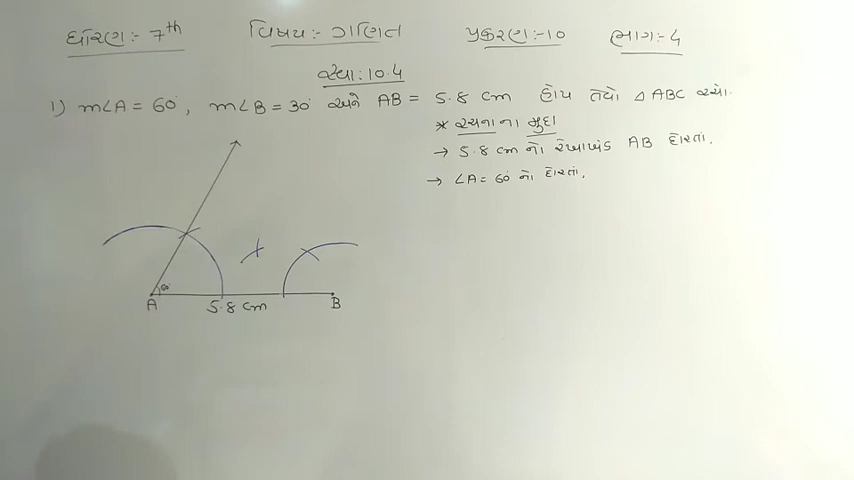 ધોરણ:- 7th વિષય:- ગણિત પ્રકરણ:-10 ભાગ:-4
સ્વા:10.4
1) m∠A = 60°, m∠B = 30° અને AB = 5.8 cm હોય તેવો △ABC રચો.
* રચનાના મુદ્દા
→ 5.8 cm નો રેખાખંડ AB દોરતા.
→ ∠A = 60° નો દોરતાં.
60°
A 5.8 cm B